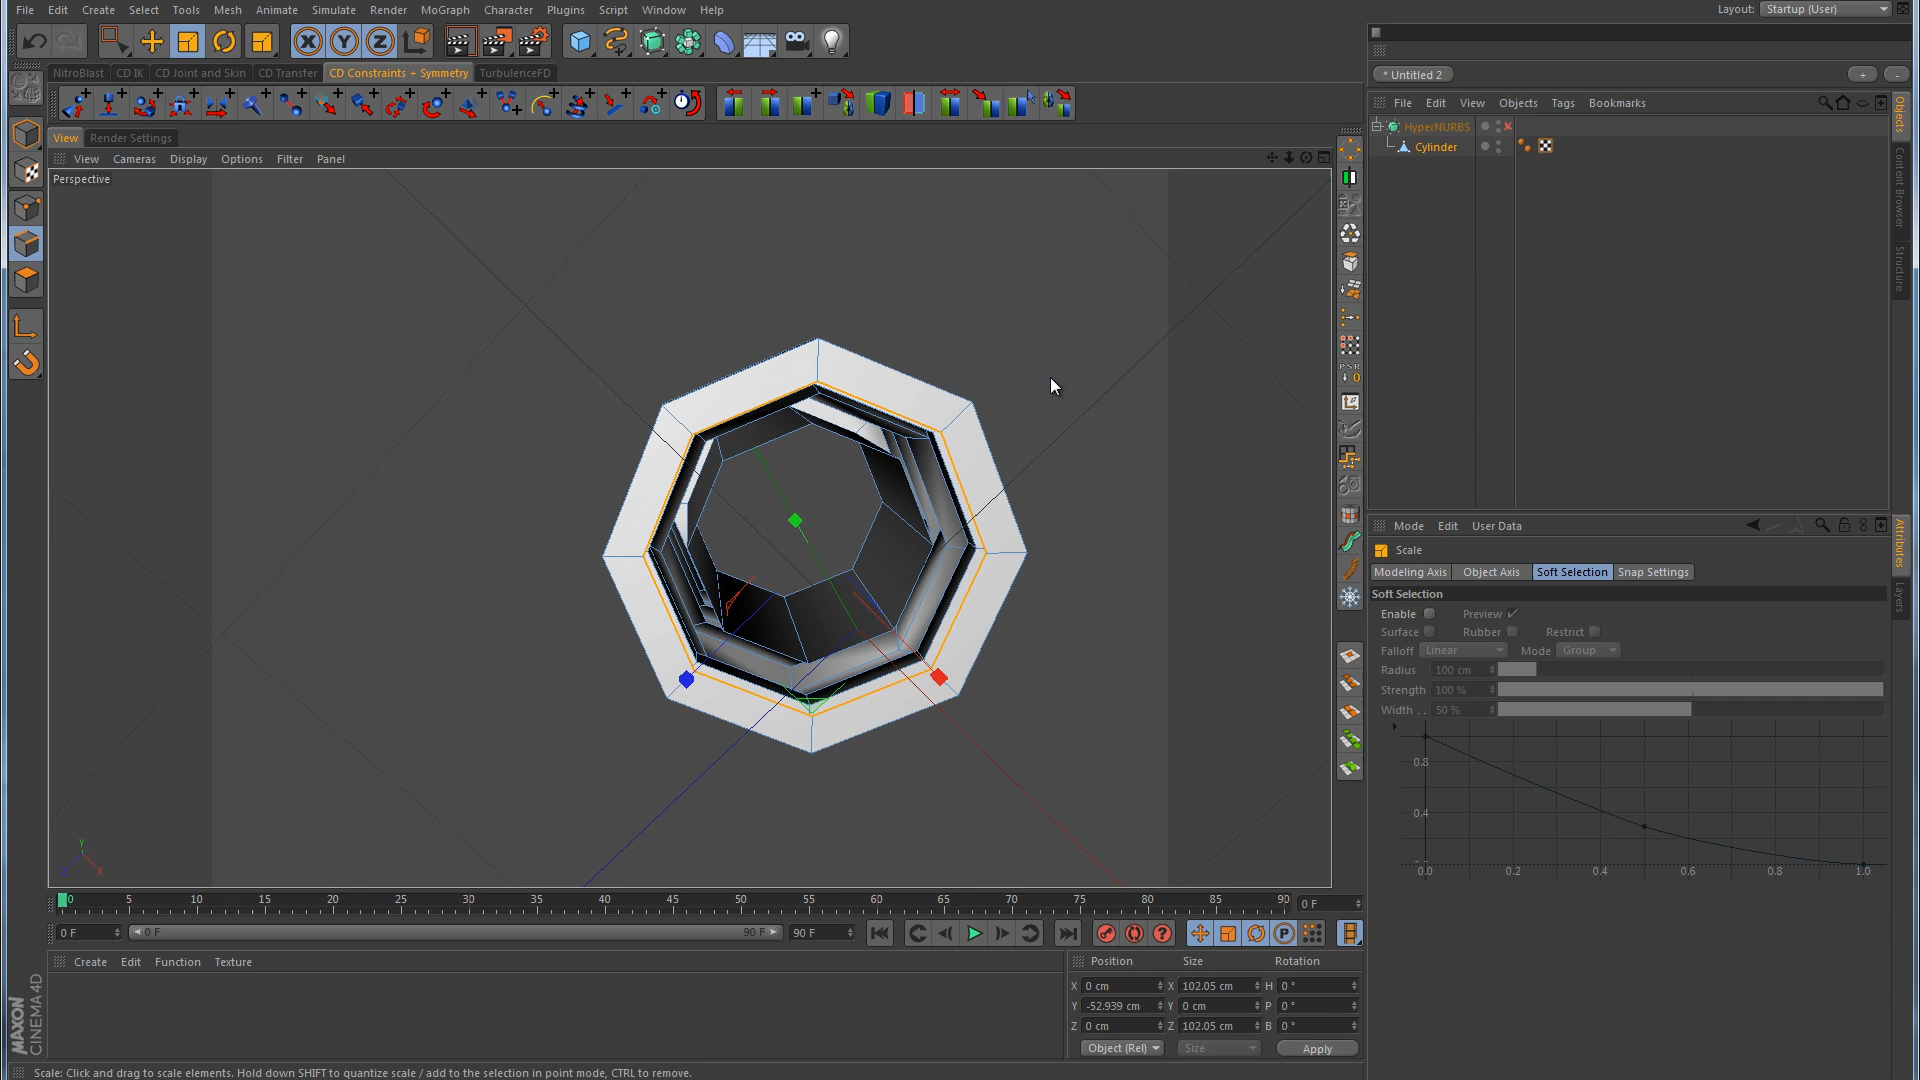 File Edit Create Select Tools Mesh Animate Simulate Render MoGraph Character Plugins Script Window Help
Layout: Startup (User)
NitroBlast CD IK CD Joint and Skin CD Transfer CD Constraints + Symmetry TurbulenceFD
* Untitled 2
+ -
File Edit View Objects Tags Bookmarks
View Render Settings
HyperNURBS
Cylinder
View Cameras Display Options Filter Panel
Perspective
Objects
Content Browser
Structure
P S R
0
Mode Edit User Data
Scale
Modeling Axis Object Axis Soft Selection Snap Settings
Soft Selection
Enable Preview
Surface Rubber Restrict
Falloff Linear Mode Group
Radius 100 cm
Strength 100 %
Width . . 50 %
0.8
0.4
0.0 0.2 0.4 0.6 0.8 1.0
Attributes
Layers
Y
Z X
0 5 10 15 20 25 30 35 40 45 50 55 60 65 70 75 80 85 90 0 F
0 F 0 F 90 F 90 F
Create Edit Function Texture
Position Size Rotation
X 0 cm X 102.05 cm H 0 °
Y -52.939 cm Y 0 cm P 0 °
Z 0 cm Z 102.05 cm B 0 °
Object (Rel) Size Apply
MAXON
CINEMA 4D
Scale: Click and drag to scale elements. Hold down SHIFT to quantize scale / add to the selection in point mode, CTRL to remove.